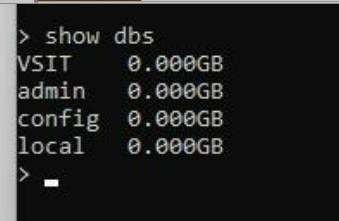 > show dbs
VSIT    0.000GB
admin   0.000GB
config  0.000GB
local   0.000GB
>